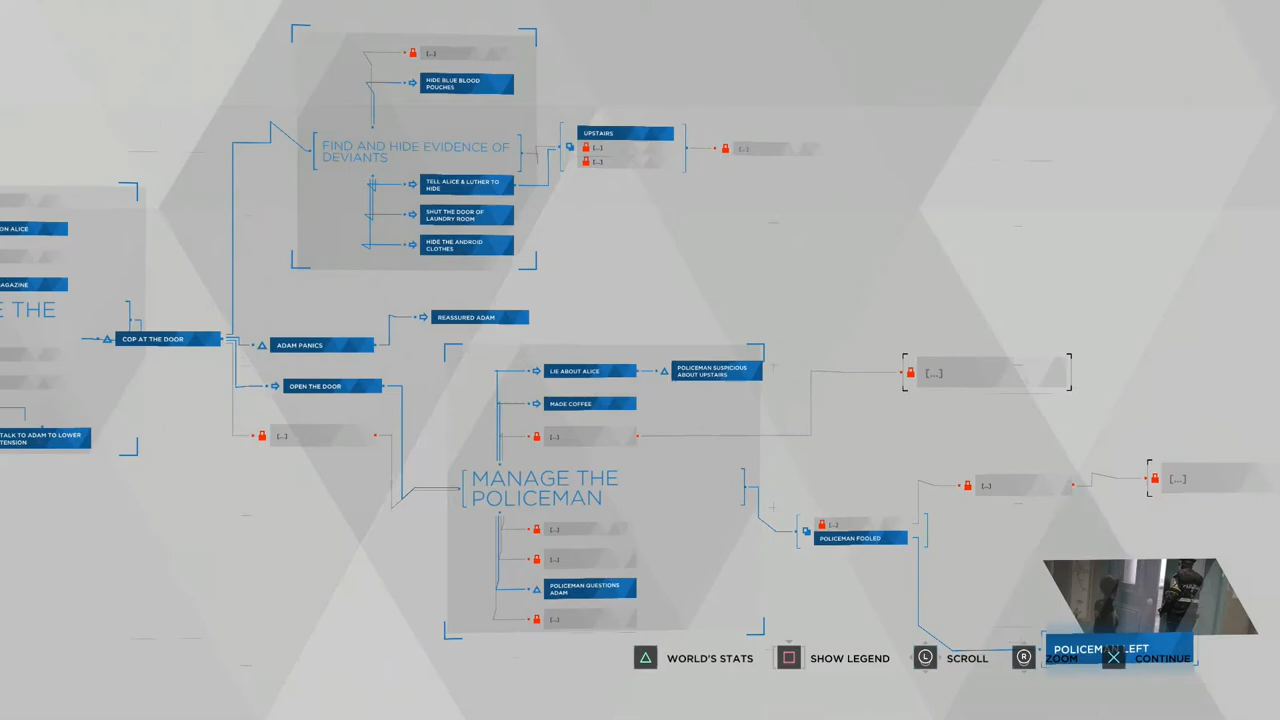 [...]
HIDE BLUE BLOOD
POUCHES
FIND AND HIDE EVIDENCE OF
DEVIANTS
UPSTAIRS
[...]
[...]
[...]
TELL ALICE & LUTHER TO
HIDE
SHUT THE DOOR OF
LAUNDRY ROOM
HIDE THE ANDROID
CLOTHES
ON ALICE
AGAZINE
E THE
COP AT THE DOOR
REASSURED ADAM
ADAM PANICS
OPEN THE DOOR
[...]
TALK TO ADAM TO LOWER
TENSION
LIE ABOUT ALICE
POLICEMAN SUSPICIOUS
ABOUT UPSTAIRS
MADE COFFEE
[...]
[...]
MANAGE THE
POLICEMAN
[...]
[...]
POLICEMAN QUESTIONS
ADAM
[...]
[...]
POLICEMAN FOOLED
[...]
[...]
POLICEMAN LEFT
WORLD'S STATS
SHOW LEGEND
L
SCROLL
R
ZOOM
CONTINUE